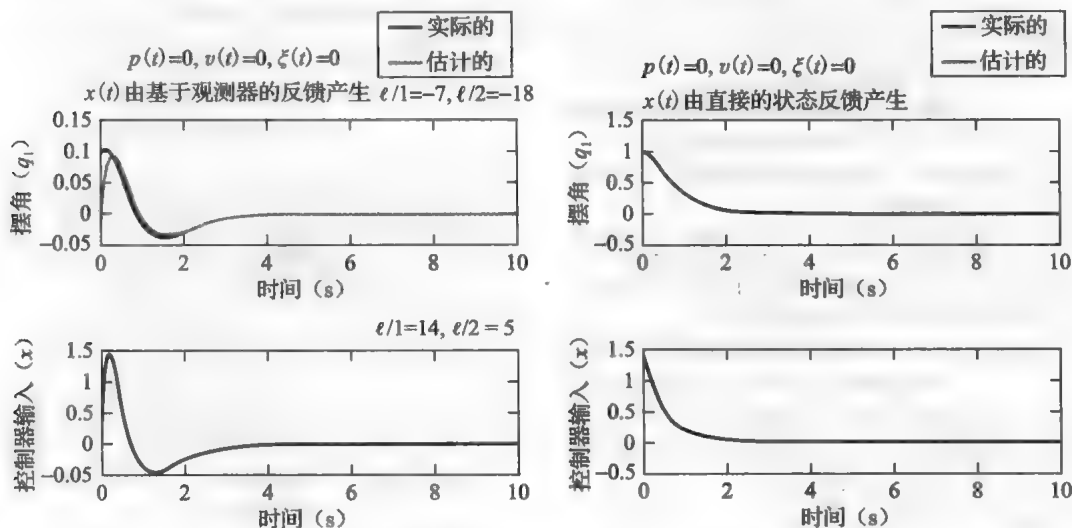 实际的
估计的
p(t)=0, v(t)=0, ξ(t)=0
x(t)由基于观测器的反馈产生 ℓ/1=-7, ℓ/2=-18
摆角（q₁）
0.15
0.1
0.05
0
-0.05
0 2 4 6 8 10
时间（s）
ℓ/1=14, ℓ/2 = 5
控制器输入（x）
1.5
1
0.5
0
-0.05
0 2 4 6 8 10
时间（s）
实际的
估计的
p(t)=0, v(t)=0, ξ(t)=0
x(t)由直接的状态反馈产生
摆角（q₁）
1.5
1
0.5
0
-0.5
0 2 4 6 8 10
时间（s）
控制器输入（x）
1.5
1
0.5
0
-0.5
0 2 4 6 8 10
时间（s）